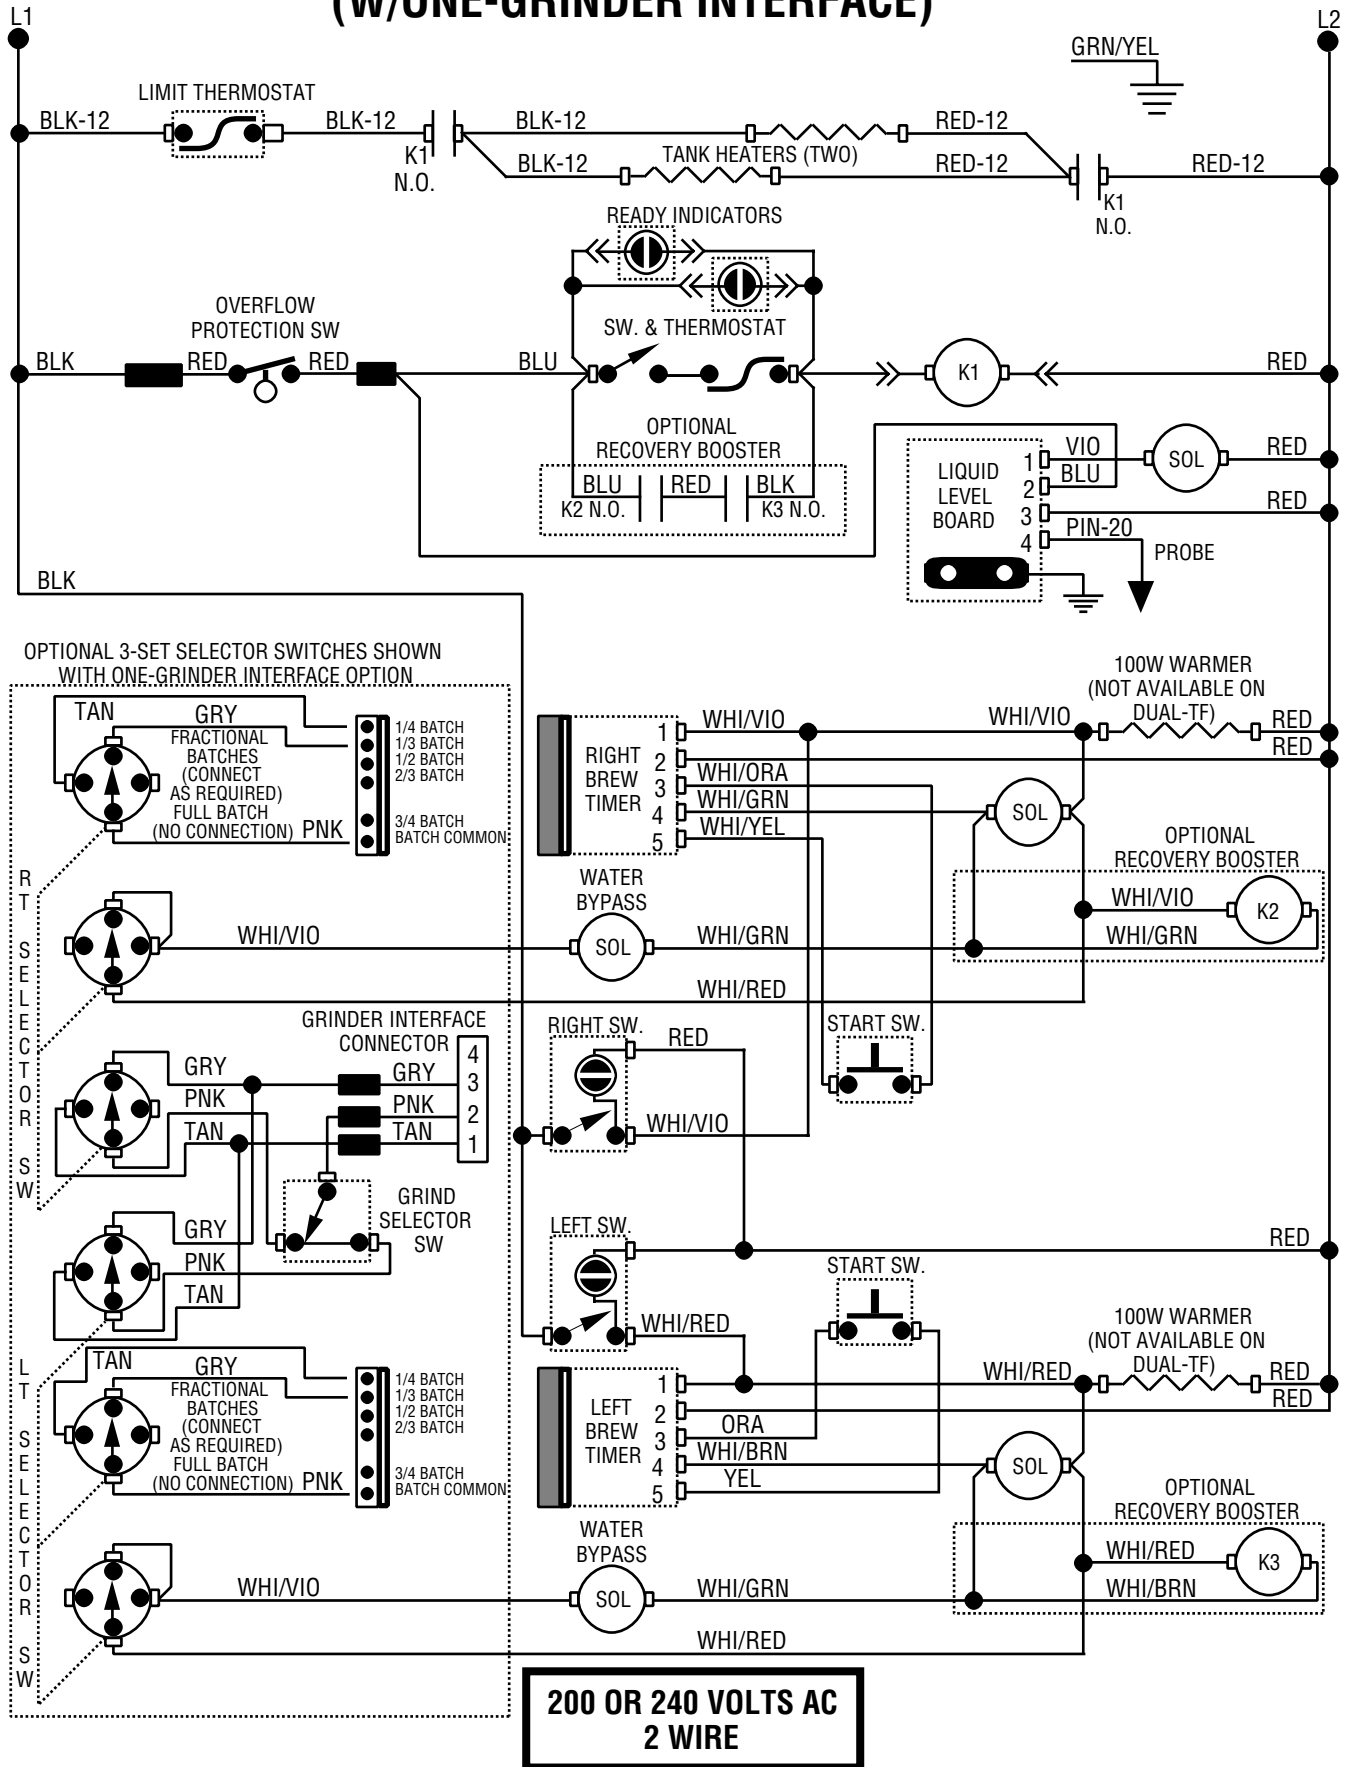 (W/ONE-GRINDER INTERFACE)
L1
L2
GRN/YEL
LIMIT THERMOSTAT
BLK-12
BLK-12
BLK-12
RED-12
K1
N.O.
TANK HEATERS (TWO)
BLK-12
RED-12
RED-12
K1
N.O.
READY INDICATORS
OVERFLOW
PROTECTION SW
SW. & THERMOSTAT
BLK
RED
RED
BLU
K1
RED
OPTIONAL
RECOVERY BOOSTER
BLU
RED
BLK
K2 N.O.
K3 N.O.
LIQUID
LEVEL
BOARD
1
2
3
4
VIO
BLU
SOL
RED
RED
PIN-20
PROBE
BLK
OPTIONAL 3-SET SELECTOR SWITCHES SHOWN
WITH ONE-GRINDER INTERFACE OPTION
TAN
GRY
FRACTIONAL
BATCHES
(CONNECT
AS REQUIRED)
FULL BATCH
(NO CONNECTION)
PNK
1/4 BATCH
1/3 BATCH
1/2 BATCH
2/3 BATCH
3/4 BATCH
BATCH COMMON
RIGHT
BREW
TIMER
1
2
3
4
5
WHI/VIO
WHI/ORA
WHI/GRN
WHI/YEL
WHI/VIO
100W WARMER
(NOT AVAILABLE ON
DUAL-TF)
RED
RED
SOL
OPTIONAL
RECOVERY BOOSTER
WHI/VIO
K2
WHI/GRN
RT SELECTOR SW
WHI/VIO
WATER
BYPASS
SOL
WHI/GRN
WHI/RED
GRINDER INTERFACE
CONNECTOR
4
3
2
1
GRY
PNK
TAN
GRY
PNK
TAN
RIGHT SW.
RED
WHI/VIO
START SW.
GRIND
SELECTOR
SW
GRY
PNK
TAN
LEFT SW.
RED
WHI/RED
START SW.
LT SELECTOR SW
TAN
GRY
FRACTIONAL
BATCHES
(CONNECT
AS REQUIRED)
FULL BATCH
(NO CONNECTION)
PNK
1/4 BATCH
1/3 BATCH
1/2 BATCH
2/3 BATCH
3/4 BATCH
BATCH COMMON
LEFT
BREW
TIMER
1
2
3
4
5
ORA
WHI/BRN
YEL
WHI/RED
100W WARMER
(NOT AVAILABLE ON
DUAL-TF)
RED
RED
SOL
OPTIONAL
RECOVERY BOOSTER
WHI/RED
K3
WHI/BRN
WHI/VIO
WATER
BYPASS
SOL
WHI/GRN
WHI/RED
200 OR 240 VOLTS AC
2 WIRE